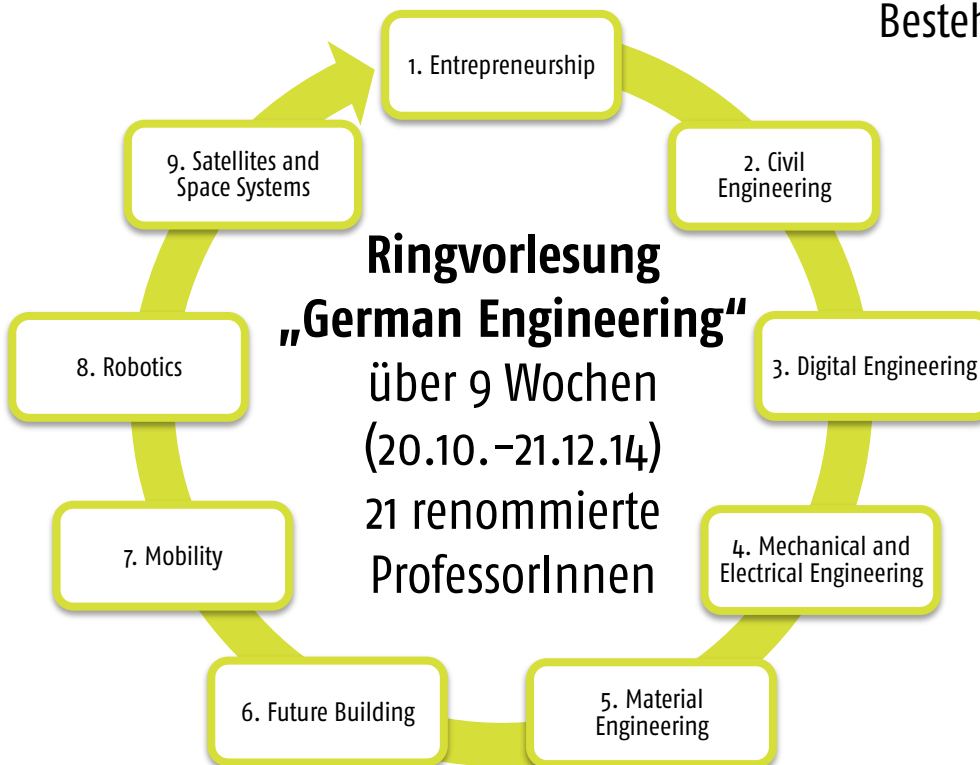 Besteh
1. Entrepreneurship
2. Civil
Engineering
3. Digital Engineering
4. Mechanical and
Electrical Engineering
5. Material
Engineering
6. Future Building
7. Mobility
8. Robotics
9. Satellites and
Space Systems
Ringvorlesung
„German Engineering“
über 9 Wochen
(20.10.–21.12.14)
21 renommierte
ProfessorInnen